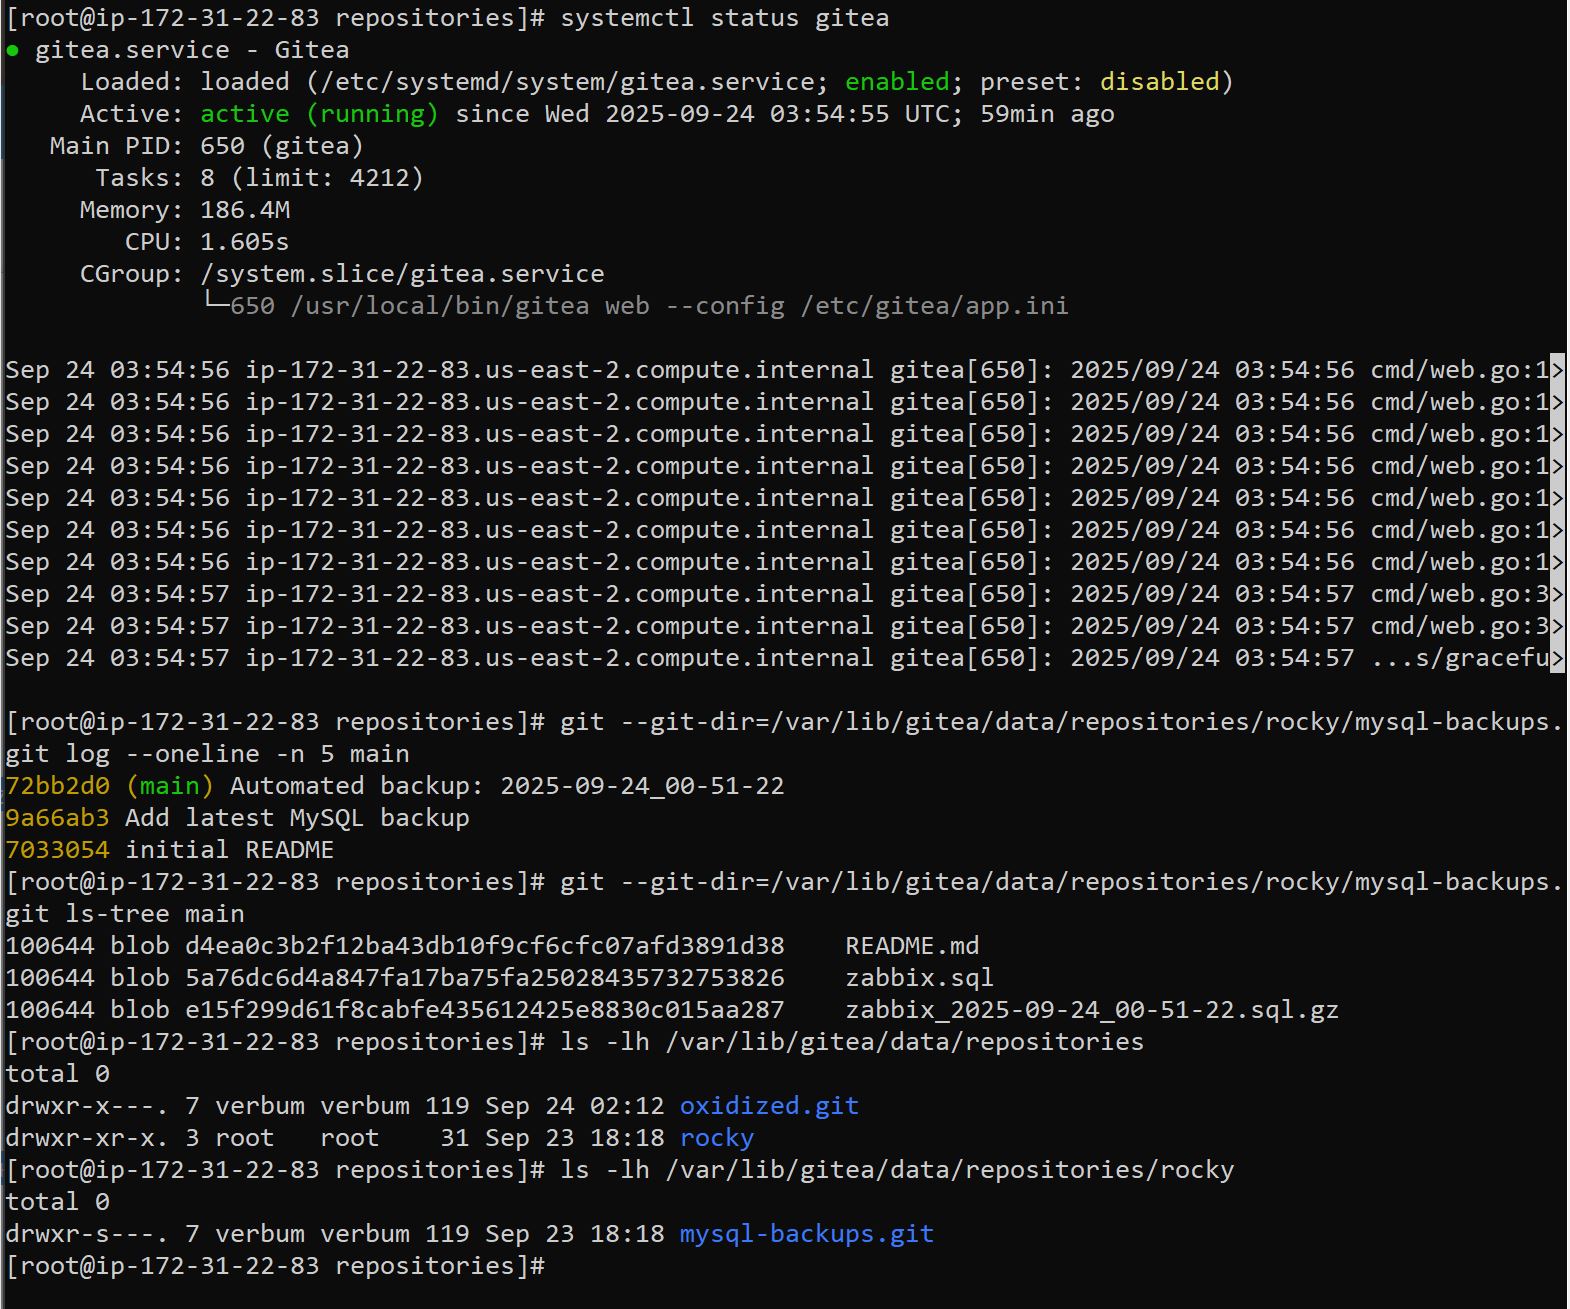 [root@ip-172-31-22-83 repositories]# systemctl status gitea
● gitea.service - Gitea
     Loaded: loaded (/etc/systemd/system/gitea.service; enabled; preset: disabled)
     Active: active (running) since Wed 2025-09-24 03:54:55 UTC; 59min ago
   Main PID: 650 (gitea)
      Tasks: 8 (limit: 4212)
     Memory: 186.4M
        CPU: 1.605s
     CGroup: /system.slice/gitea.service
             └─650 /usr/local/bin/gitea web --config /etc/gitea/app.ini

Sep 24 03:54:56 ip-172-31-22-83.us-east-2.compute.internal gitea[650]: 2025/09/24 03:54:56 cmd/web.go:1>
Sep 24 03:54:56 ip-172-31-22-83.us-east-2.compute.internal gitea[650]: 2025/09/24 03:54:56 cmd/web.go:1>
Sep 24 03:54:56 ip-172-31-22-83.us-east-2.compute.internal gitea[650]: 2025/09/24 03:54:56 cmd/web.go:1>
Sep 24 03:54:56 ip-172-31-22-83.us-east-2.compute.internal gitea[650]: 2025/09/24 03:54:56 cmd/web.go:1>
Sep 24 03:54:56 ip-172-31-22-83.us-east-2.compute.internal gitea[650]: 2025/09/24 03:54:56 cmd/web.go:1>
Sep 24 03:54:56 ip-172-31-22-83.us-east-2.compute.internal gitea[650]: 2025/09/24 03:54:56 cmd/web.go:1>
Sep 24 03:54:56 ip-172-31-22-83.us-east-2.compute.internal gitea[650]: 2025/09/24 03:54:56 cmd/web.go:1>
Sep 24 03:54:57 ip-172-31-22-83.us-east-2.compute.internal gitea[650]: 2025/09/24 03:54:57 cmd/web.go:3>
Sep 24 03:54:57 ip-172-31-22-83.us-east-2.compute.internal gitea[650]: 2025/09/24 03:54:57 cmd/web.go:3>
Sep 24 03:54:57 ip-172-31-22-83.us-east-2.compute.internal gitea[650]: 2025/09/24 03:54:57 ...s/gracefu>

[root@ip-172-31-22-83 repositories]# git --git-dir=/var/lib/gitea/data/repositories/rocky/mysql-backups.
git log --oneline -n 5 main
72bb2d0 (main) Automated backup: 2025-09-24_00-51-22
9a66ab3 Add latest MySQL backup
7033054 initial README
[root@ip-172-31-22-83 repositories]# git --git-dir=/var/lib/gitea/data/repositories/rocky/mysql-backups.
git ls-tree main
100644 blob d4ea0c3b2f12ba43db10f9cf6cfc07afd3891d38    README.md
100644 blob 5a76dc6d4a847fa17ba75fa25028435732753826    zabbix.sql
100644 blob e15f299d61f8cabfe435612425e8830c015aa287    zabbix_2025-09-24_00-51-22.sql.gz
[root@ip-172-31-22-83 repositories]# ls -lh /var/lib/gitea/data/repositories
total 0
drwxr-x---. 7 verbum verbum 119 Sep 24 02:12 oxidized.git
drwxr-xr-x. 3 root   root    31 Sep 23 18:18 rocky
[root@ip-172-31-22-83 repositories]# ls -lh /var/lib/gitea/data/repositories/rocky
total 0
drwxr-s---. 7 verbum verbum 119 Sep 23 18:18 mysql-backups.git
[root@ip-172-31-22-83 repositories]#